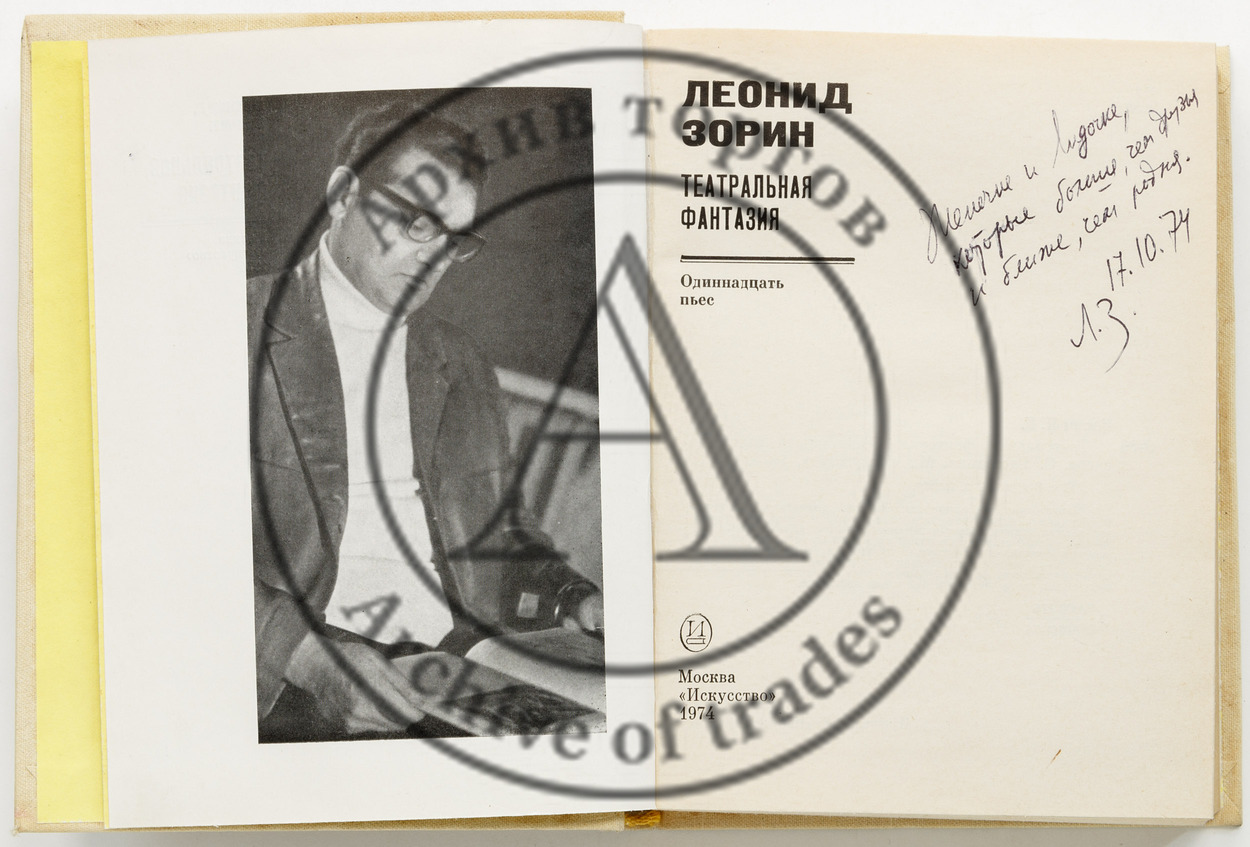 ЛЕОНИД
ЗОРИН
ТЕАТРАЛЬНАЯ
ФАНТАЗИЯ
Одиннадцать
пьес
Женечке и Лидочке,
которые больше, чем друзья
и ближе, чем родня.
17.10.74
Л.З.
И
Москва
«Искусство»
1974
Архив торгов
А
Archive of trades